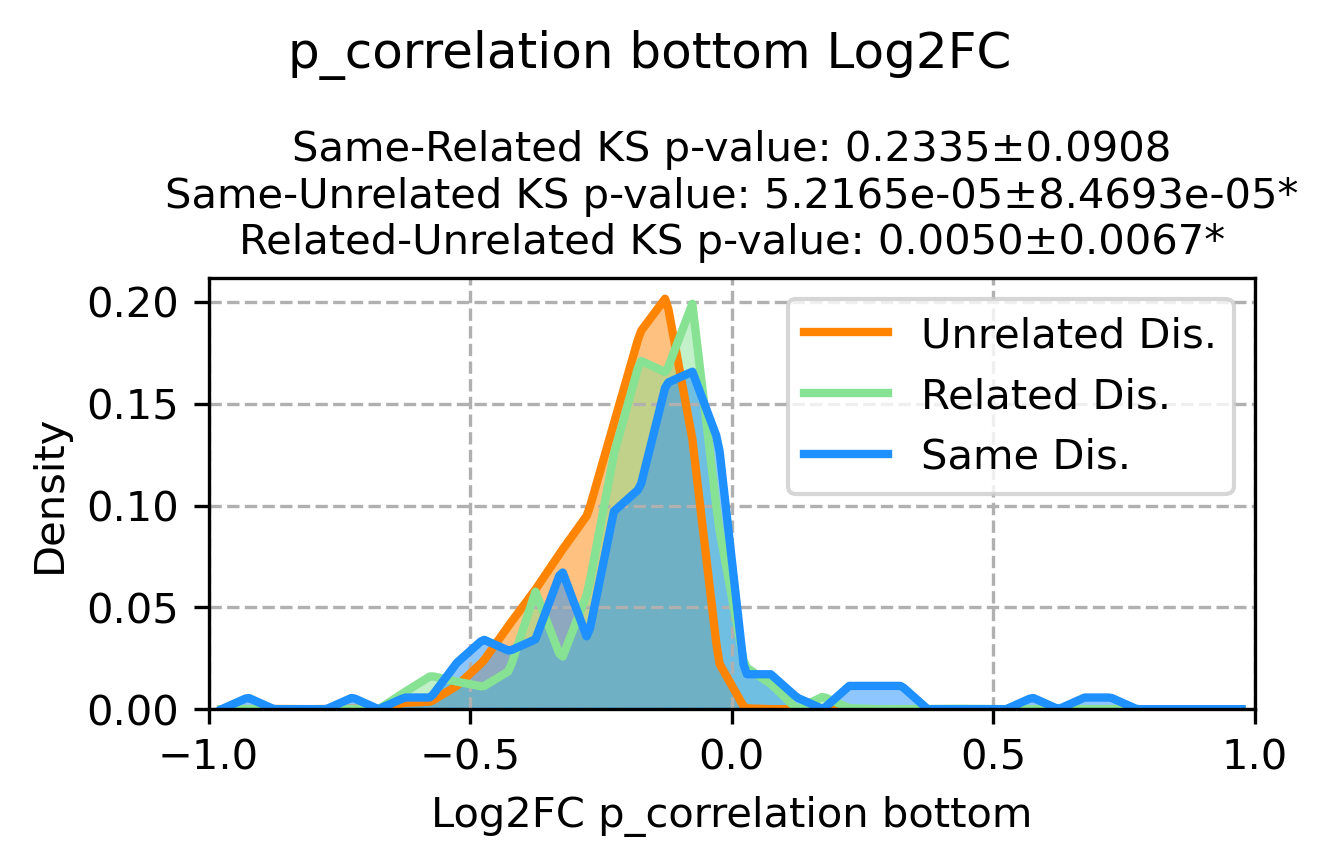 p_correlation bottom Log2FC
Same-Related KS p-value: 0.2335±0.0908
Same-Unrelated KS p-value: 5.2165e-05±8.4693e-05*
Related-Unrelated KS p-value: 0.0050±0.0067*
0.20
0.15
0.10
0.05
0.00
Density
Unrelated Dis.
Related Dis.
Same Dis.
−1.0 −0.5 0.0 0.5 1.0
Log2FC p_correlation bottom